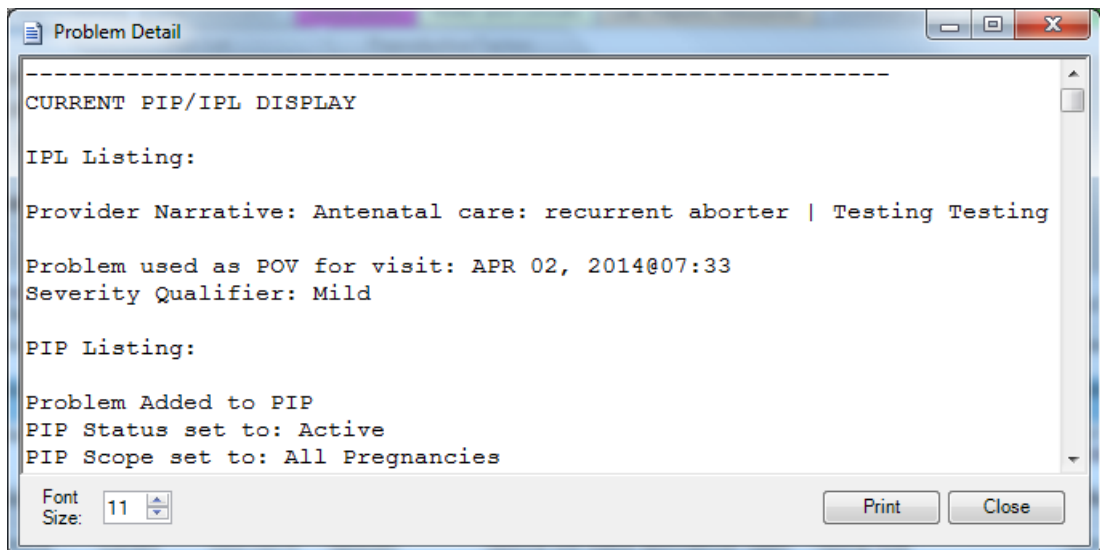 Problem Detail
------------------------------------------------------------
CURRENT PIP/IPL DISPLAY
IPL Listing:
Provider Narrative: Antenatal care: recurrent aborter | Testing Testing
Problem used as POV for visit: APR 02, 2014@07:33
Severity Qualifier: Mild
PIP Listing:
Problem Added to PIP
PIP Status set to: Active
PIP Scope set to: All Pregnancies
Font Size: 11 Print Close